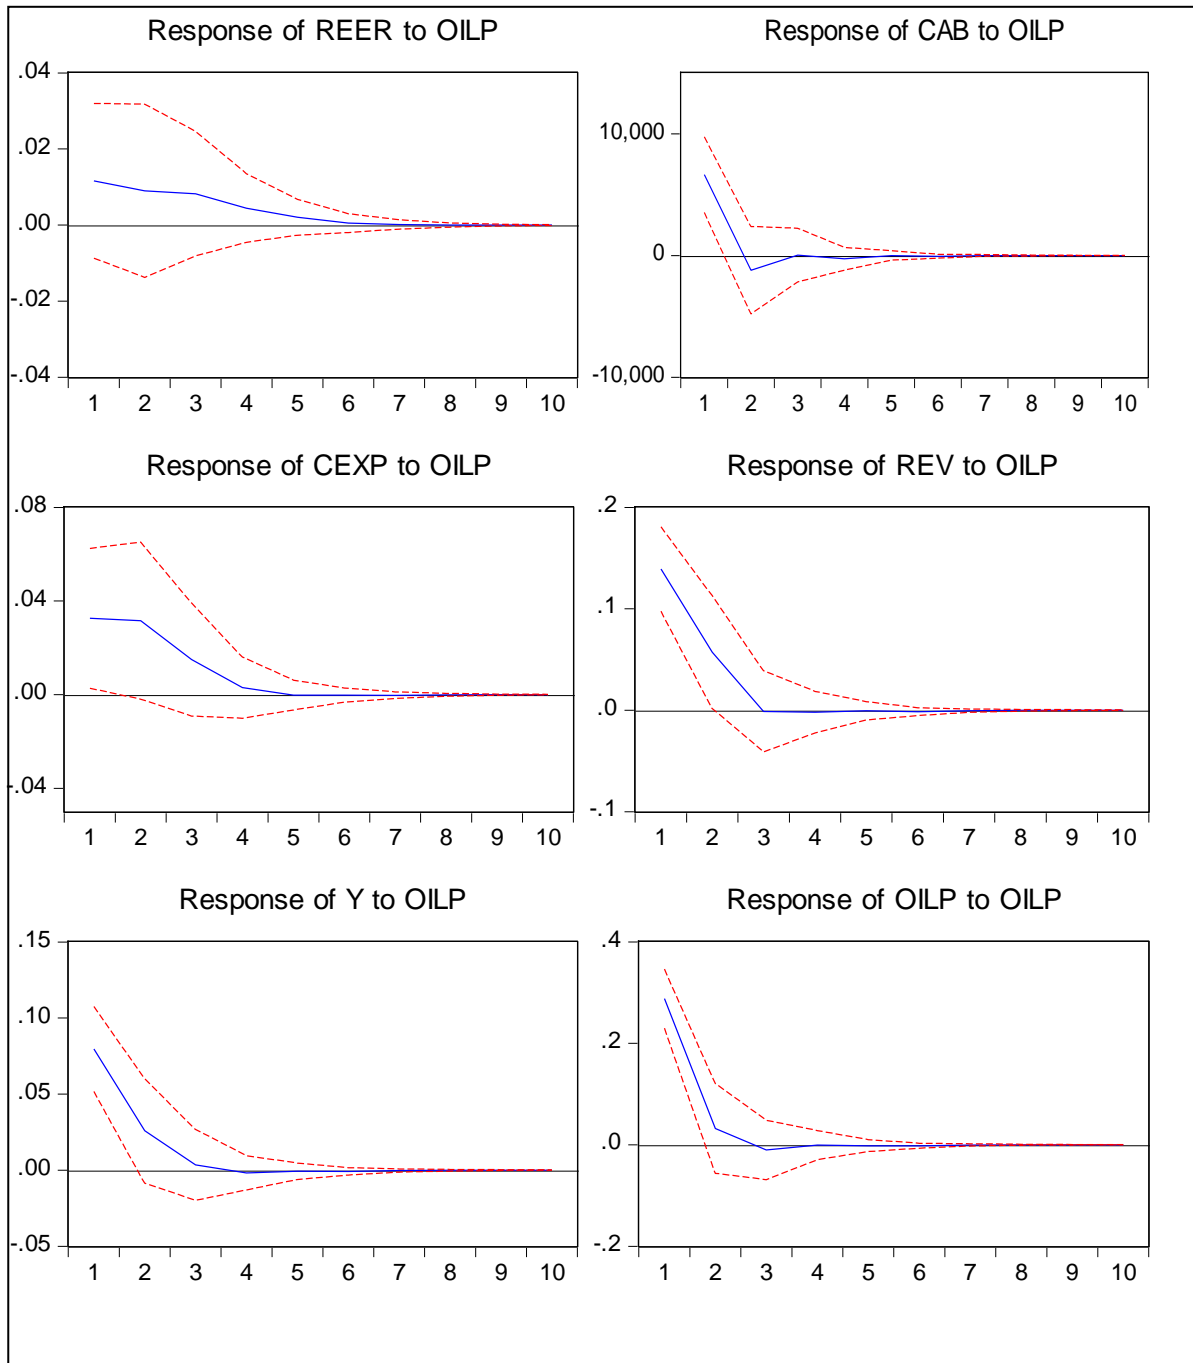 Response of REER to OILP
.04
.02
.00
-.02
-.04
1 2 3 4 5 6 7 8 9 10
Response of CAB to OILP
10,000
0
-10,000
1 2 3 4 5 6 7 8 9 10
Response of CEXP to OILP
.08
.04
.00
-.04
1 2 3 4 5 6 7 8 9 10
Response of REV to OILP
.2
.1
.0
-.1
1 2 3 4 5 6 7 8 9 10
Response of Y to OILP
.15
.10
.05
.00
-.05
1 2 3 4 5 6 7 8 9 10
Response of OILP to OILP
.4
.2
.0
-.2
1 2 3 4 5 6 7 8 9 10